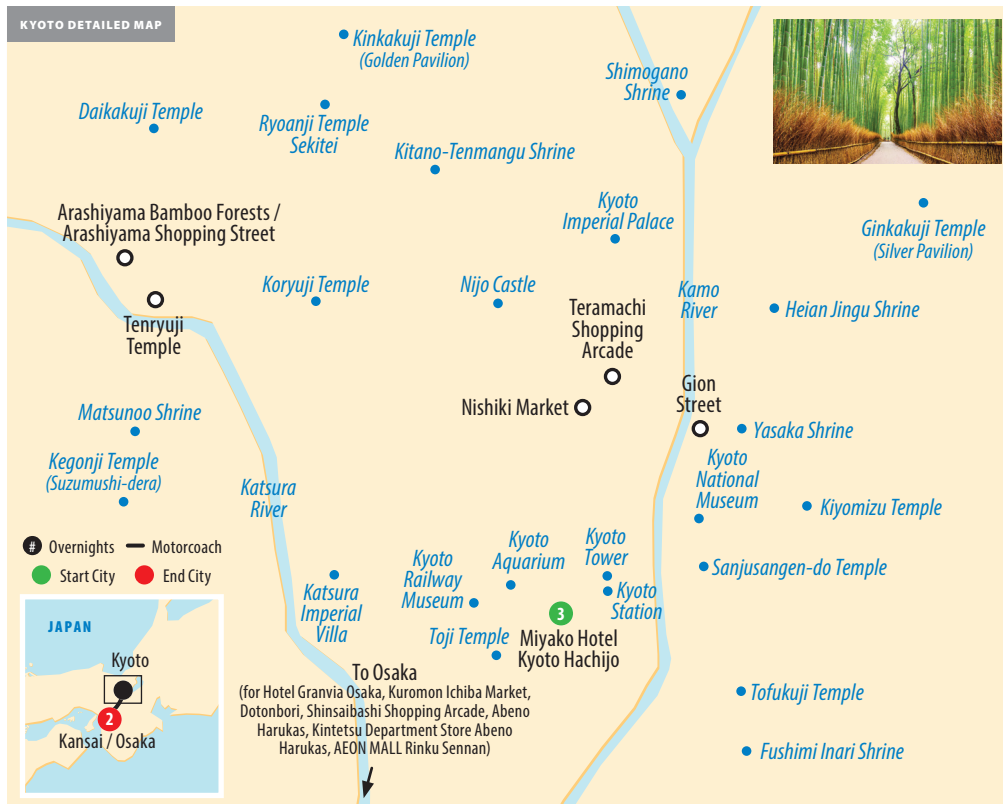 KYOTO DETAILED MAP
Kinkakuji Temple
(Golden Pavilion)
Shimogano
Shrine
Daikakuji Temple
Ryoanji Temple
Sekitei
Kitano-Tenmangu Shrine
Arashiyama Bamboo Forests /
Arashiyama Shopping Street
Kyoto
Imperial Palace
Ginkakuji Temple
(Silver Pavilion)
Koryuji Temple
Nijo Castle
Kamo
River
Teramachi
Shopping
Arcade
Heian Jingu Shrine
Tenryuji
Temple
Nishiki Market
Gion
Street
Matsunoo Shrine
Yasaka Shrine
Kegonji Temple
(Suzumushi-dera)
Kyoto
National
Museum
Katsura
River
Kiyomizu Temple
# Overnights
Motorcoach
Start City
End City
Kyoto
Railway
Museum
Kyoto
Aquarium
Kyoto
Tower
Sanjusangen-do Temple
Katsura
Imperial
Villa
Kyoto
Station
3
Toji Temple
Miyako Hotel
Kyoto Hachijo
JAPAN
Kyoto
2
Kansai / Osaka
To Osaka
(for Hotel Granvia Osaka, Kuromon Ichiba Market,
Dotonbori, Shinsaibashi Shopping Arcade, Abeno
Harukas, Kintetsu Department Store Abeno
Harukas, AEON MALL Rinku Sennan)
Tofukuji Temple
Fushimi Inari Shrine